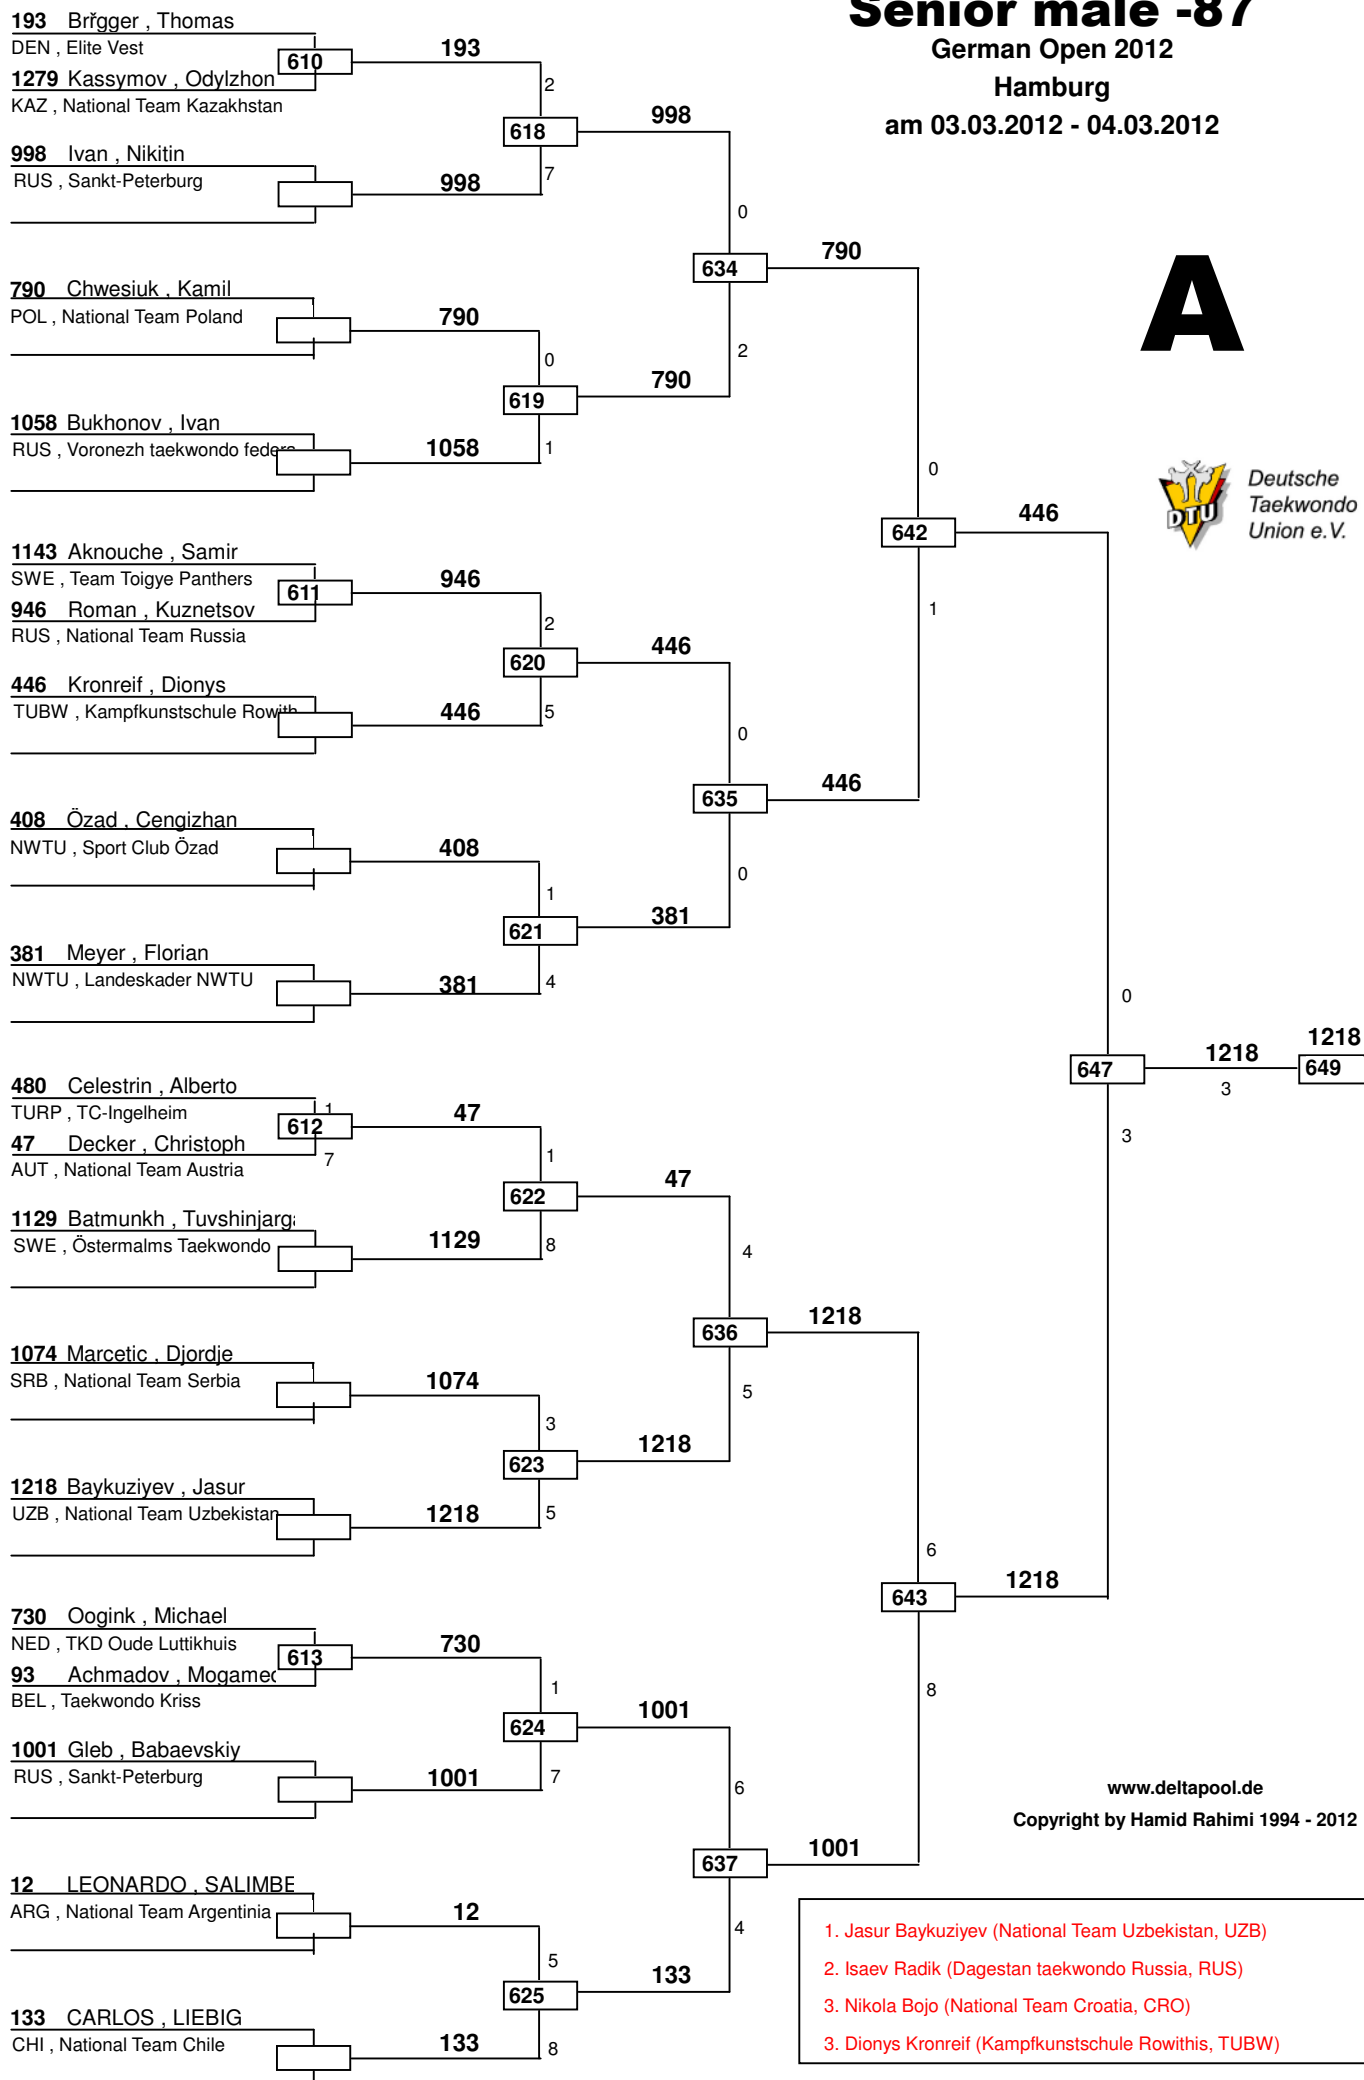 Senior male -87
German Open 2012
Hamburg
am 03.03.2012 - 04.03.2012
A
Deutsche
Taekwondo
Union e.V.
DTU
193 Břgger , Thomas
DEN , Elite Vest
610
193
1279 Kassymov , Odylzhon
KAZ , National Team Kazakhstan
2
618
998
998 Ivan , Nikitin
RUS , Sankt-Peterburg
998
7
0
634
790
790 Chwesiuk , Kamil
POL , National Team Poland
790
0
2
619
790
1058 Bukhonov , Ivan
RUS , Voronezh taekwondo federa
1058
1
0
642
446
1143 Aknouche , Samir
SWE , Team Toigye Panthers
611
946
946 Roman , Kuznetsov
RUS , National Team Russia
1
2
620
446
446 Kronreif , Dionys
TUBW , Kampfkunstschule Rowith
446
5
0
635
446
408 Özad , Cengizhan
NWTU , Sport Club Özad
408
0
1
621
381
381 Meyer , Florian
NWTU , Landeskader NWTU
381
4
0
647
1218
3
1218
649
480 Celestrin , Alberto
TURP , TC-Ingelheim
1
612
47
47 Decker , Christoph
7
AUT , National Team Austria
3
1
622
47
1129 Batmunkh , Tuvshinjarg
SWE , Östermalms Taekwondo
1129
8
4
636
1218
1074 Marcetic , Djordje
SRB , National Team Serbia
1074
5
3
623
1218
1218 Baykuziyev , Jasur
UZB , National Team Uzbekistan
1218
5
6
643
1218
730 Oogink , Michael
NED , TKD Oude Luttikhuis
613
730
93 Achmadov , Mogamed
BEL , Taekwondo Kriss
8
1
624
1001
1001 Gleb , Babaevskiy
RUS , Sankt-Peterburg
1001
7
6
637
1001
12 LEONARDO , SALIMBE
ARG , National Team Argentinia
12
4
5
625
133
133 CARLOS , LIEBIG
CHI , National Team Chile
133
8
www.deltapool.de
Copyright by Hamid Rahimi 1994 - 2012
1. Jasur Baykuziyev (National Team Uzbekistan, UZB)
2. Isaev Radik (Dagestan taekwondo Russia, RUS)
3. Nikola Bojo (National Team Croatia, CRO)
3. Dionys Kronreif (Kampfkunstschule Rowithis, TUBW)